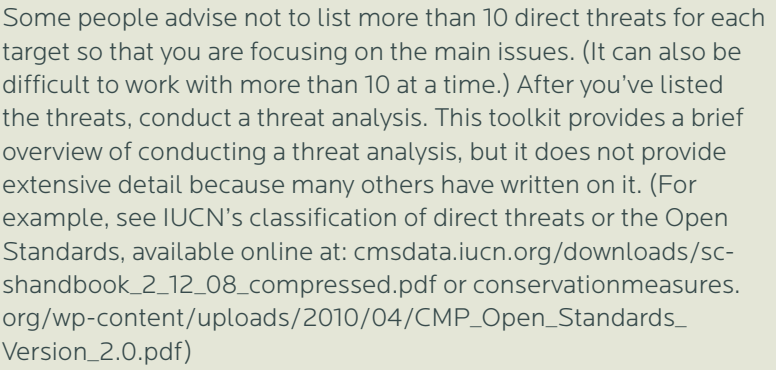 Some people advise not to list more than 10 direct threats for each
target so that you are focusing on the main issues. (It can also be
difficult to work with more than 10 at a time.) After you’ve listed
the threats, conduct a threat analysis. This toolkit provides a brief
overview of conducting a threat analysis, but it does not provide
extensive detail because many others have written on it. (For
example, see IUCN’s classification of direct threats or the Open
Standards, available online at: cmsdata.iucn.org/downloads/sc-
shandbook_2_12_08_compressed.pdf or conservationmeasures.
org/wp-content/uploads/2010/04/CMP_Open_Standards_
Version_2.0.pdf)